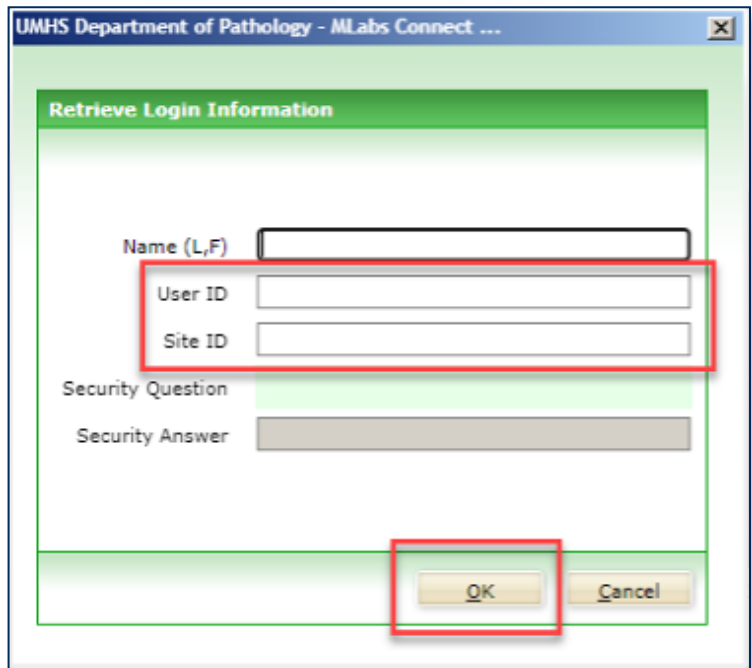 UMHS Department of Pathology - MLabs Connect ...
Retrieve Login Information
Name (L,F)
User ID
Site ID
Security Question
Security Answer
OK Cancel